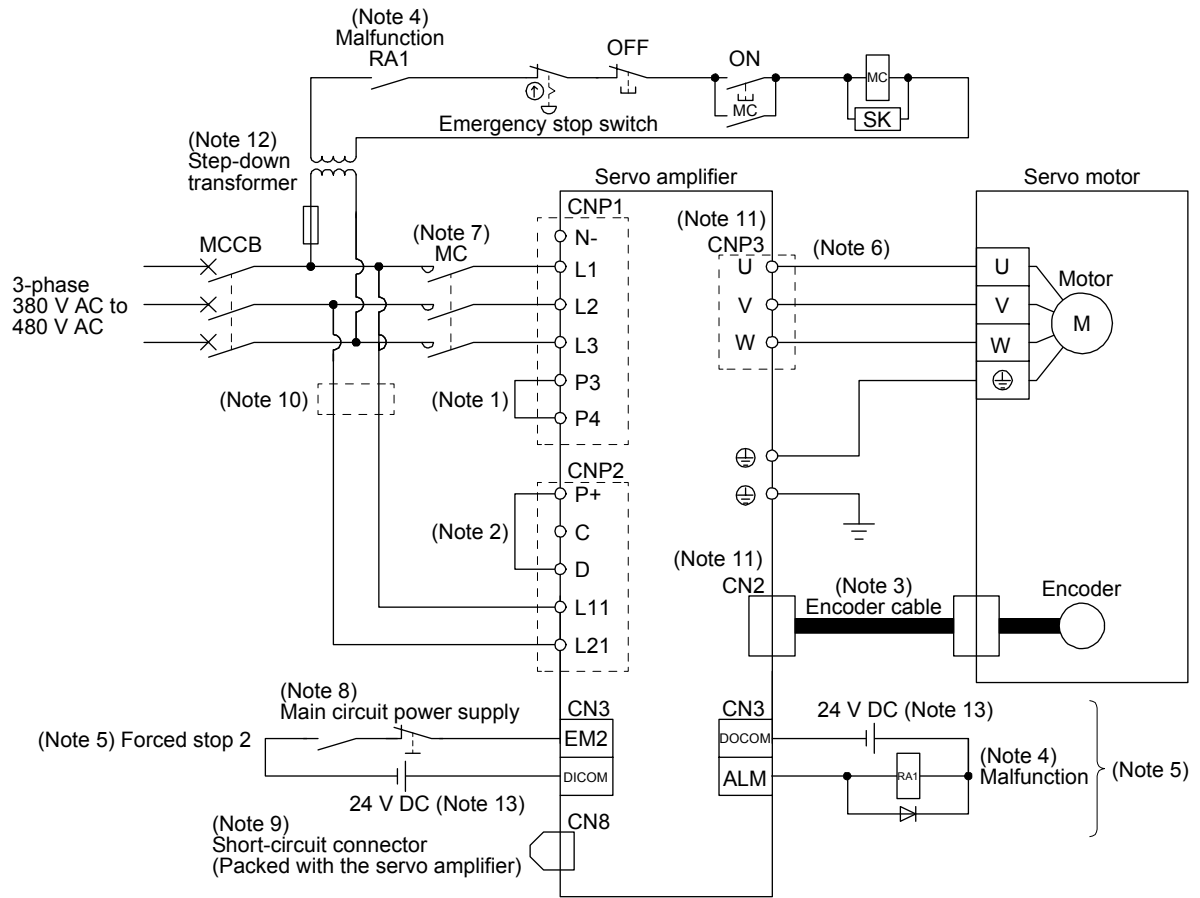 (Note 4)
Malfunction
RA1
OFF
ON
MC
MC
SK
Emergency stop switch
(Note 12)
Step-down
transformer
Servo amplifier
Servo motor
MCCB
(Note 7)
MC
CNP1
N-
L1
L2
L3
P3
P4
(Note 11)
CNP3
U
V
W
(Note 6)
U
V
W
Motor
M
3-phase
380 V AC to
480 V AC
(Note 10)
(Note 1)
CNP2
P+
C
D
L11
L21
(Note 2)
(Note 11)
CN2
(Note 3)
Encoder cable
Encoder
(Note 8)
Main circuit power supply
(Note 5) Forced stop 2
CN3
EM2
DICOM
24 V DC (Note 13)
CN3
DOCOM
ALM
24 V DC (Note 13)
RA1
(Note 4)
Malfunction
(Note 5)
(Note 9)
Short-circuit connector
(Packed with the servo amplifier)
CN8